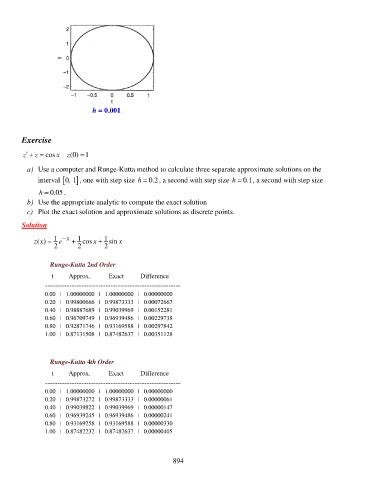 2
1
y 0
−1
−2
−1 −0.5 0 0.5 1
t
h = 0.001
Exercise
z′ + z = cos x z(0) = 1
a) Use a computer and Runge-Kutta method to calculate three separate approximate solutions on the
interval [0, 1], one with step size h = 0.2, a second with step size h = 0.1, a second with step size
h = 0.05.
b) Use the appropriate analytic to compute the exact solution
c) Plot the exact solution and approximate solutions as discrete points.
Solution
z(x) = 1/2 e^−x + 1/2 cos x + 1/2 sin x
Runge-Kutta 2nd Order
t Approx. Exact Difference
------------------------------------------------------------
0.00 | 1.00000000 | 1.00000000 | 0.00000000
0.20 | 0.99800666 | 0.99873333 | 0.00072667
0.40 | 0.98887689 | 0.99039969 | 0.00152281
0.60 | 0.96709749 | 0.96939486 | 0.00229738
0.80 | 0.92871746 | 0.93169588 | 0.00297842
1.00 | 0.87131508 | 0.87482637 | 0.00351128
Runge-Kutta 4th Order
t Approx. Exact Difference
------------------------------------------------------------
0.00 | 1.00000000 | 1.00000000 | 0.00000000
0.20 | 0.99873272 | 0.99873333 | 0.00000061
0.40 | 0.99039822 | 0.99039969 | 0.00000147
0.60 | 0.96939245 | 0.96939486 | 0.00000241
0.80 | 0.93169258 | 0.93169588 | 0.00000330
1.00 | 0.87482232 | 0.87482637 | 0.00000405
894